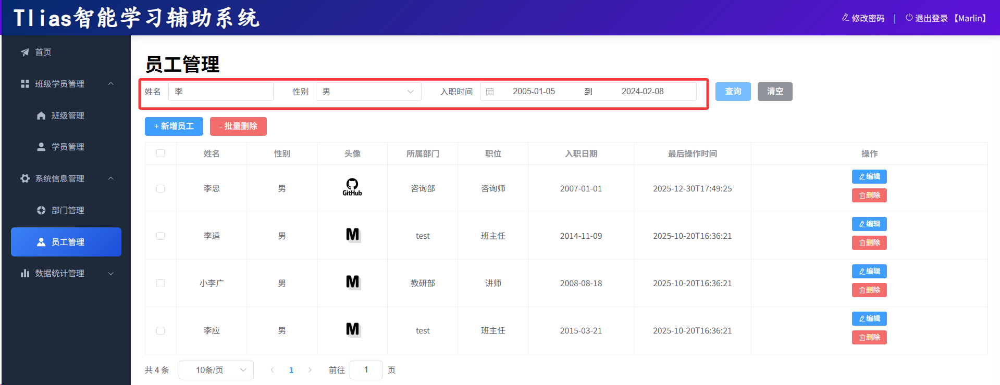 Tlias智能学习辅助系统
修改密码 | 退出登录 【Marlin】
首页
班级学员管理
班级管理
学员管理
系统信息管理
部门管理
员工管理
数据统计管理
员工管理
姓名 李 性别 男 入职时间 2005-01-05 到 2024-02-08 查询 清空
+ 新增员工 - 批量删除
姓名 性别 头像 所属部门 职位 入职日期 最后操作时间 操作
李忠 男 GitHub 咨询部 咨询师 2007-01-01 2025-12-30T17:49:25 编辑 删除
李逵 男 M test 班主任 2014-11-09 2025-10-20T16:36:21 编辑 删除
小李广 男 M 教研部 讲师 2008-08-18 2025-10-20T16:36:21 编辑 删除
李应 男 M test 班主任 2015-03-21 2025-10-20T16:36:21 编辑 删除
共 4 条 10条/页 1 前往 1 页